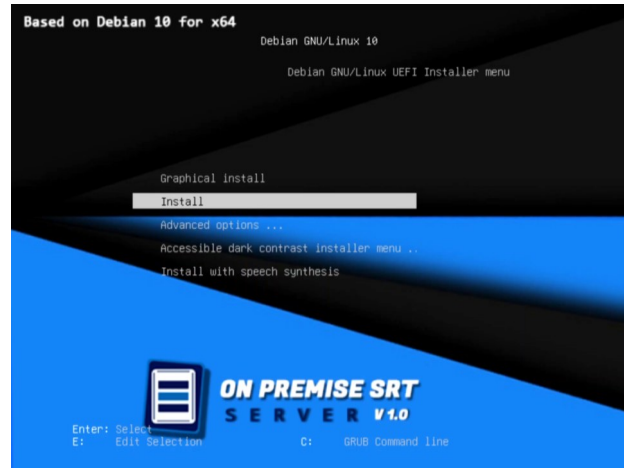 Based on Debian 10 for x64
Debian GNU/Linux 10
Debian GNU/Linux UEFI Installer menu
Graphical install
Install
Advanced options ...
Accessible dark contrast installer menu ..
Install with speech synthesis
ON PREMISE SRT
SERVER V 1.0
Enter: Select
E: Edit Selection C: GRUB Command line